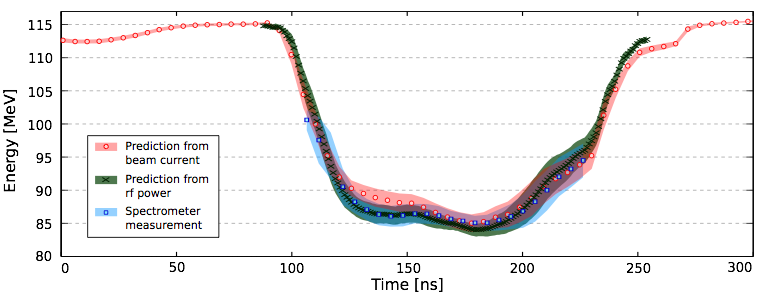 115
110
105
100
95
90
85
80
Energy [MeV]
Prediction from
beam current
Prediction from
rf power
Spectrometer
measurement
0
50
100
150
200
250
300
Time [ns]